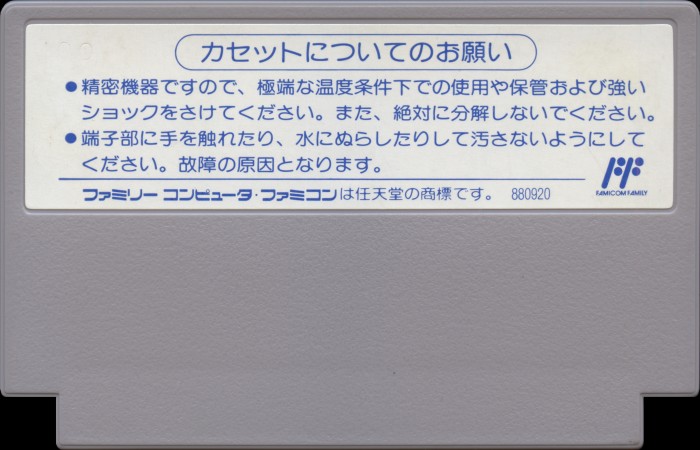 カセットについてのお願い
●精密機器ですので、極端な温度条件下での使用や保管および強い
ショックをさけてください。また、絶対に分解しないでください。
●端子部に手を触れたり、水にぬらしたりして汚さないようにして
ください。故障の原因となります。
FAMICOM FAMILY
ファミリー コンピュータ・ファミコンは任天堂の商標です。 880920